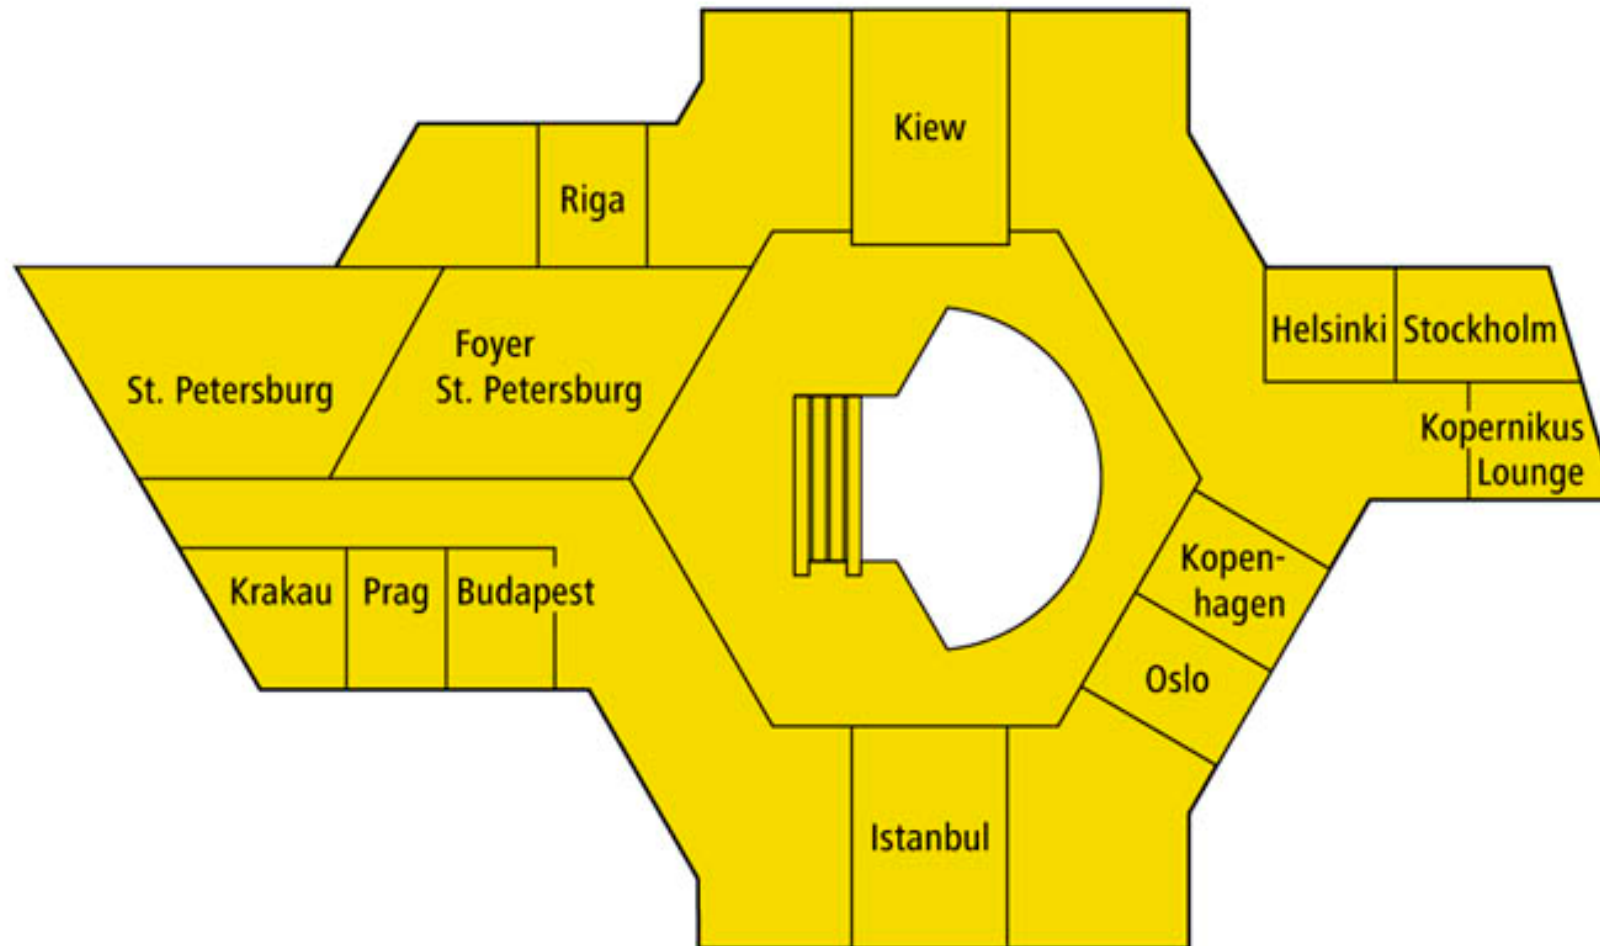 Kiew
Riga
Helsinki
Stockholm
Foyer
St. Petersburg
St. Petersburg
Kopernikus
Lounge
Kopen-
hagen
Krakau
Prag
Budapest
Oslo
Istanbul